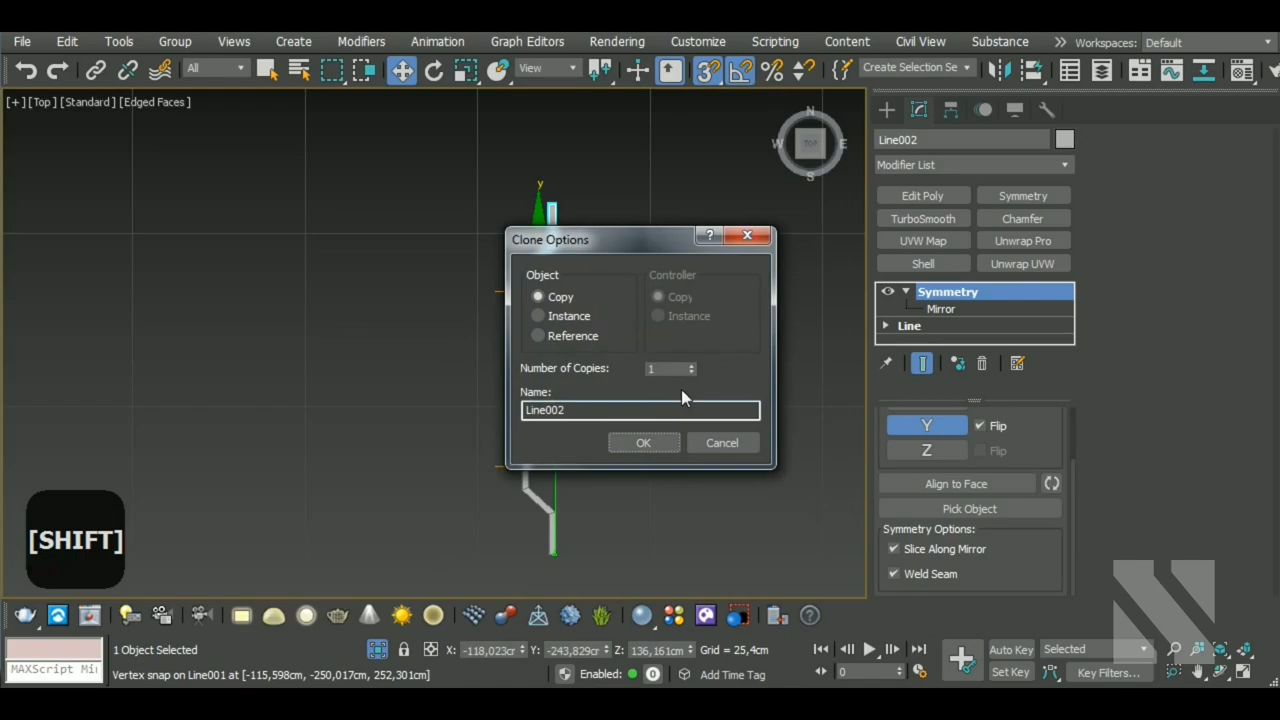 File Edit Tools Group Views Create Modifiers Animation Graph Editors Rendering Customize Scripting Content Civil View Substance Workspaces: Default
All View Create Selection Se
[+] [Top] [Standard] [Edged Faces]
N
W TOP E
S
y
Line002
Modifier List
Edit Poly Symmetry
TurboSmooth Chamfer
UVW Map Unwrap Pro
Shell Unwrap UVW
Symmetry
Mirror
Line
Clone Options
Object Controller
Copy Copy
Instance Instance
Reference
Number of Copies: 1
Name:
Line002
OK Cancel
Y Flip
Z Flip
Align to Face
Pick Object
Symmetry Options:
Slice Along Mirror
Weld Seam
[SHIFT]
1 Object Selected X: -118,023cr Y: -243,829cr Z: 136,161cm Grid = 25,4cm Auto Key Selected
MAXScript Mi Vertex snap on Line001 at [-115,598cm, -250,017cm, 252,301cm] Enabled: 0 Add Time Tag 0 Set Key Key Filters...